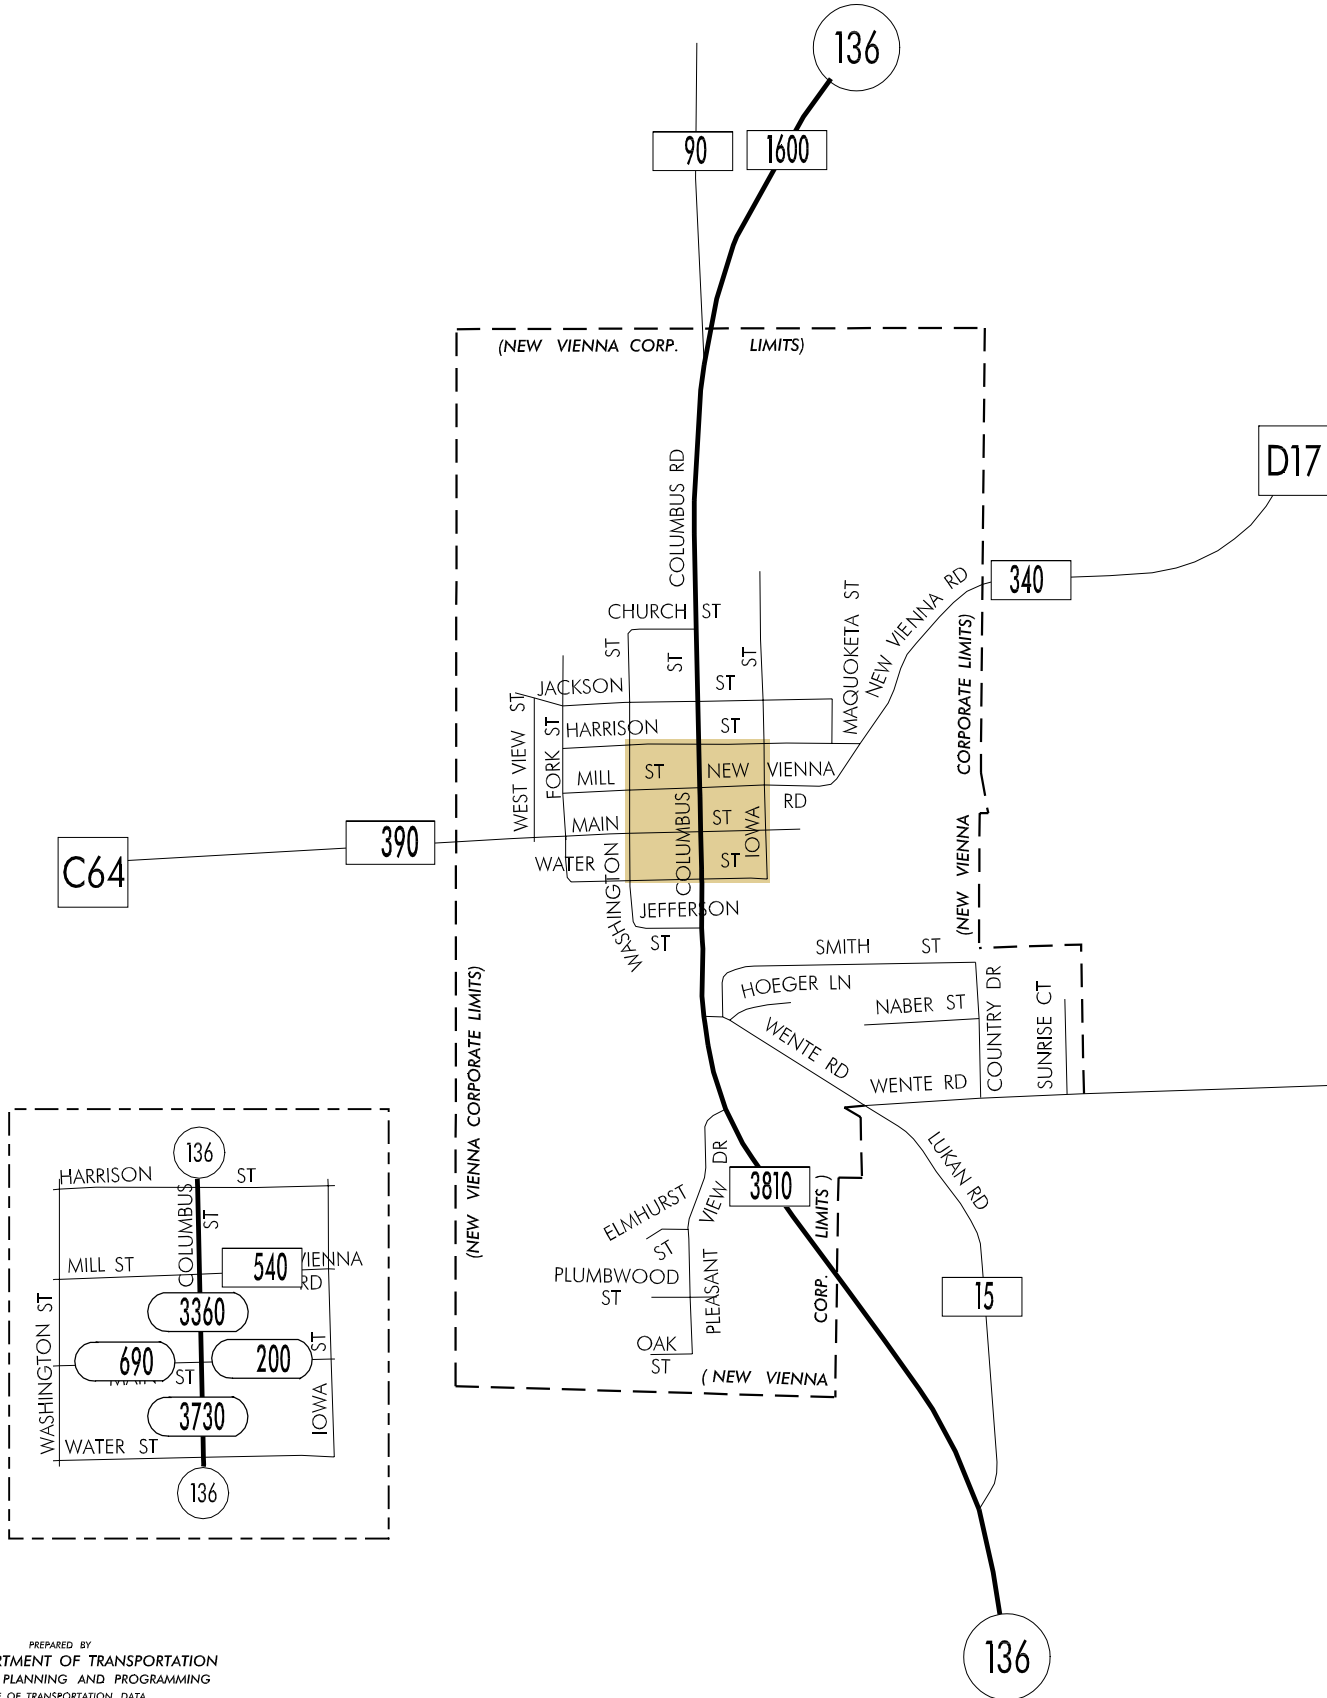 136
90
1600
(NEW VIENNA CORP. LIMITS)
COLUMBUS RD
D17
340
NEW VIENNA RD
MAQUOKETA ST
CHURCH ST
ST
ST
ST
(NEW VIENNA CORPORATE LIMITS)
JACKSON ST
WEST VIEW ST
FORK ST
HARRISON ST
MILL ST
NEW VIENNA RD
MAIN ST
COLUMBUS
IOWA
WATER ST
WASHINGTON
390
C64
JEFFERSON ST
SMITH ST
HOEGER LN
NABER ST
COUNTRY DR
SUNRISE CT
WENTE RD
WENTE RD
(NEW VIENNA CORPORATE LIMITS)
LUKAN RD
3810
ELMHURST ST
PLEASANT VIEW DR
PLUMBWOOD ST
OAK ST
(NEW VIENNA CORP. LIMITS)
15
136
136
HARRISON ST
COLUMBUS ST
MILL ST
540
VIENNA RD
3360
WASHINGTON ST
690
200
MAIN ST
IOWA ST
3730
WATER ST
136
PREPARED BY
RTMENT OF TRANSPORTATION
PLANNING AND PROGRAMMING
E OF TRANSPORTATION DATA